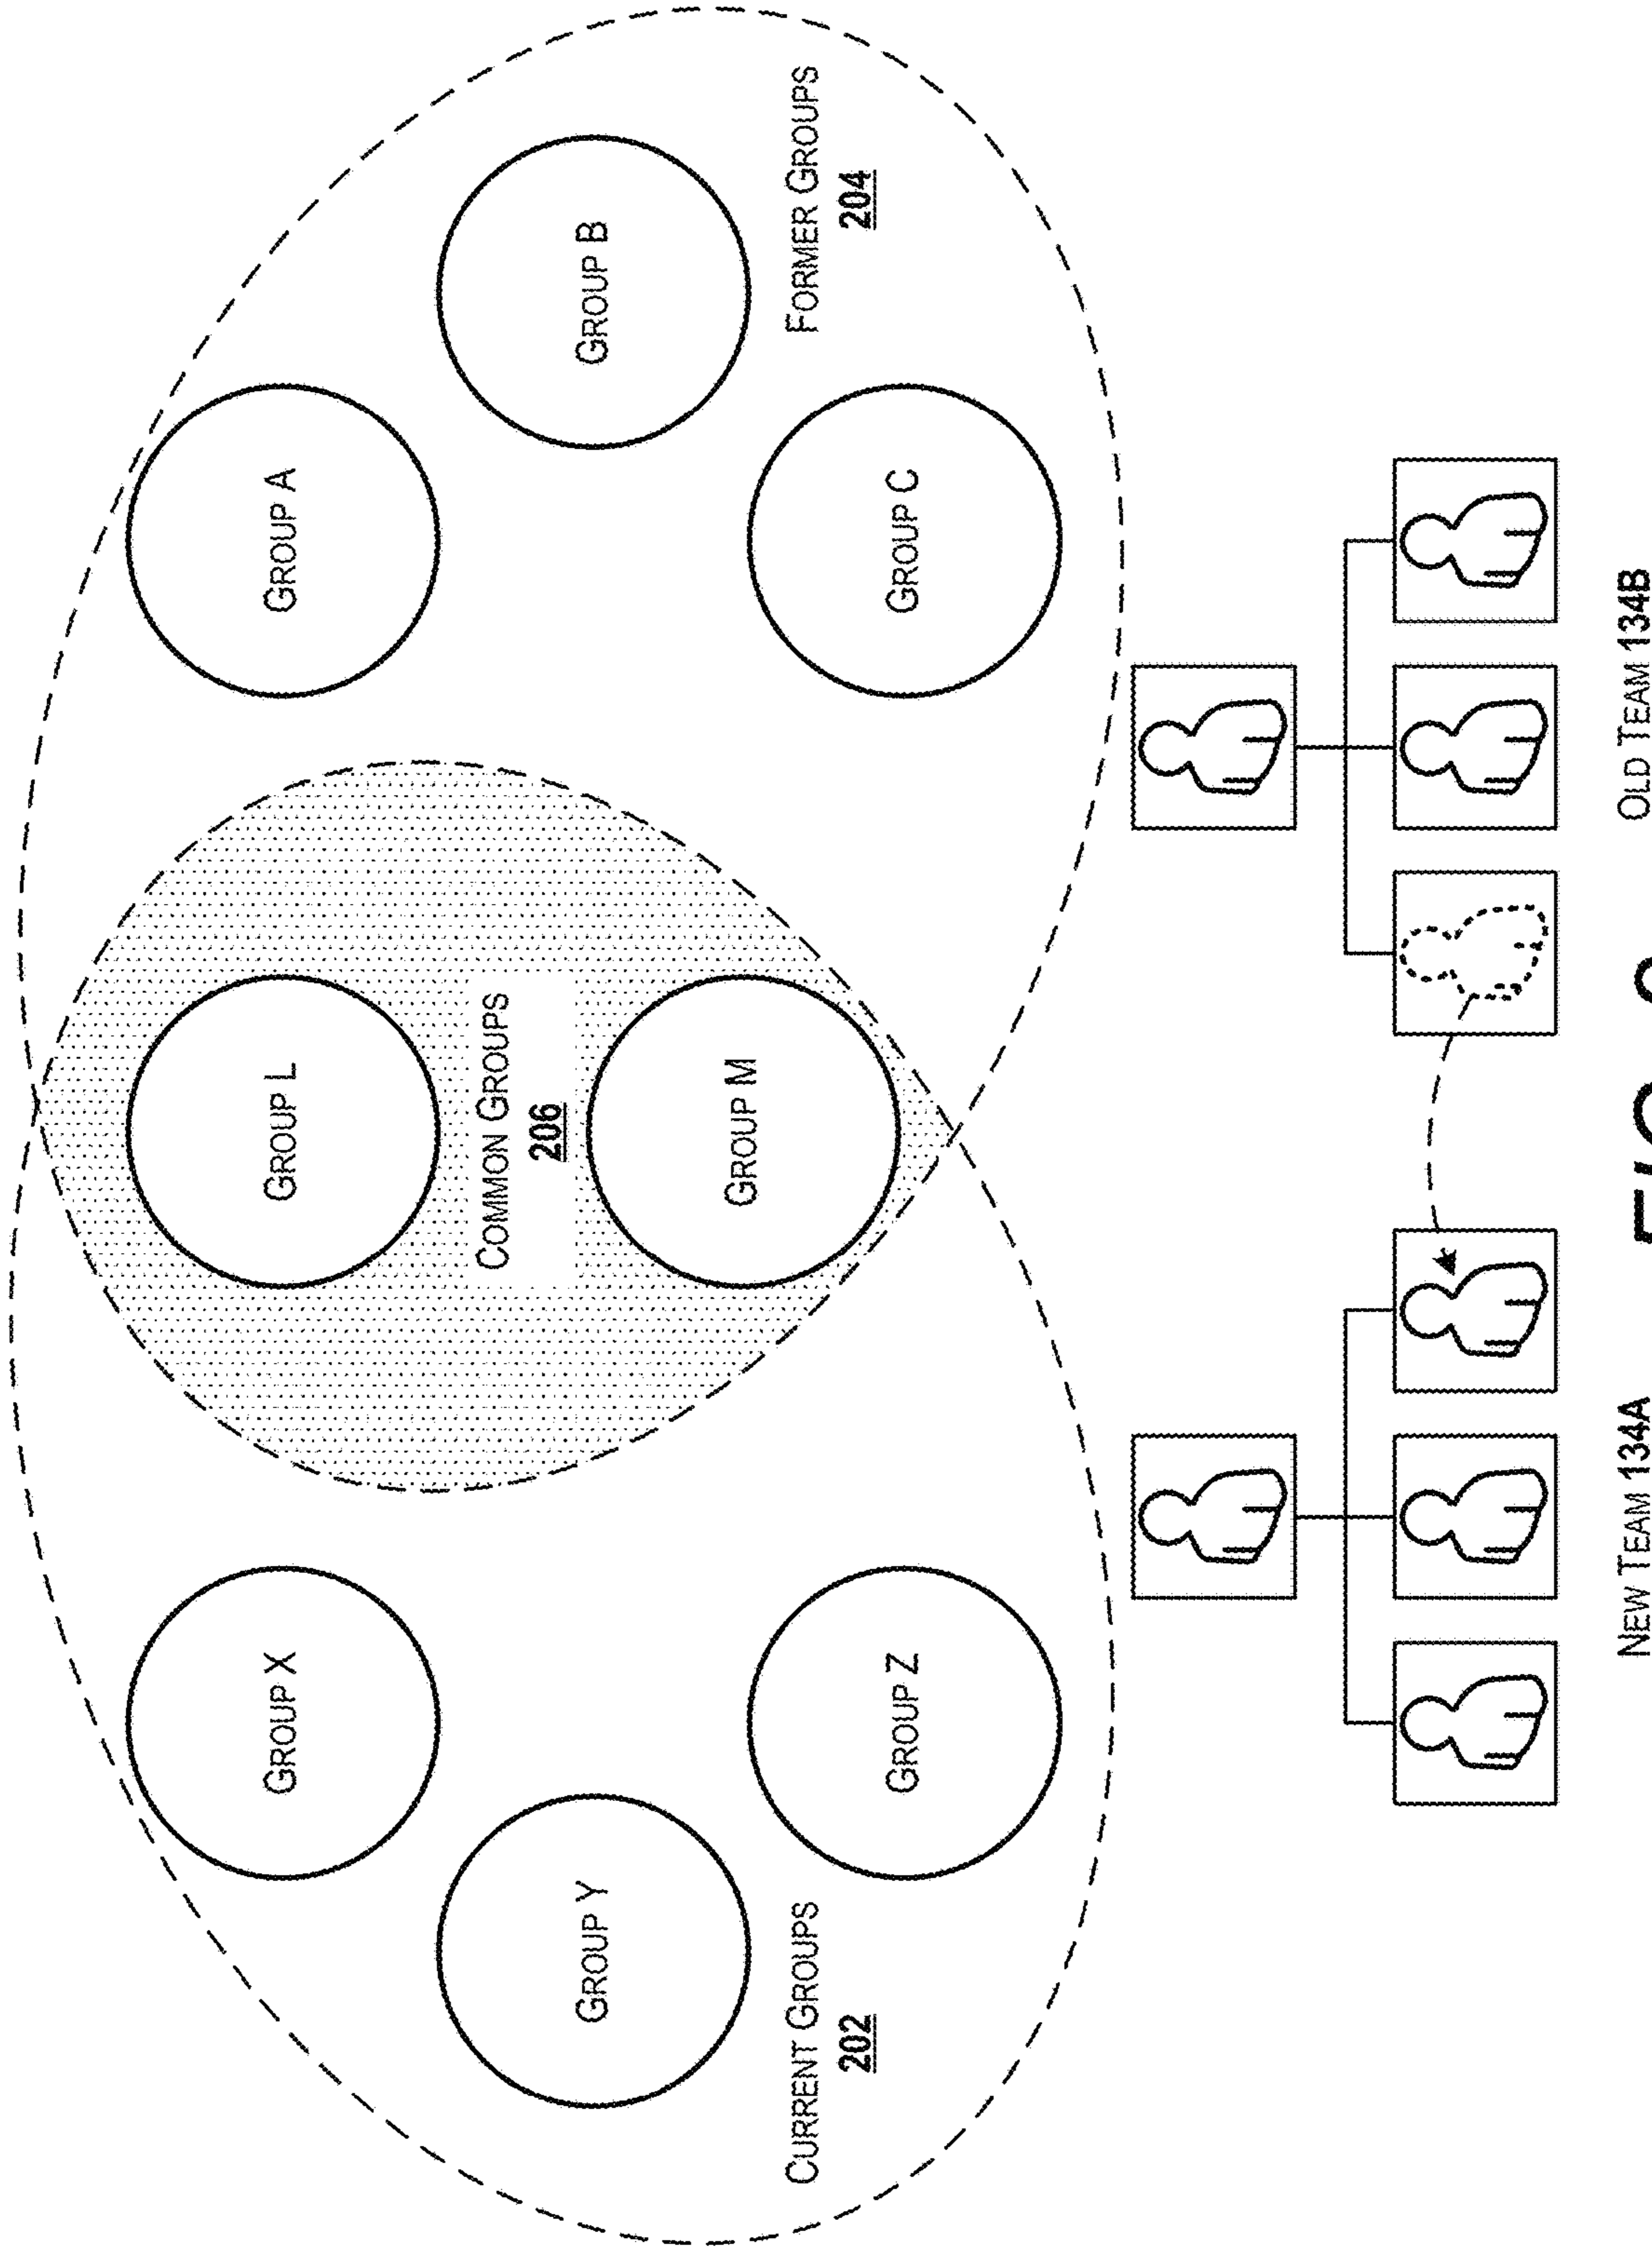 GROUP X
GROUP L
GROUP A
GROUP Y
COMMON GROUPS
206
GROUP B
GROUP Z
GROUP M
GROUP C
CURRENT GROUPS
202
FORMER GROUPS
204
NEW TEAM 134A
OLD TEAM 134B